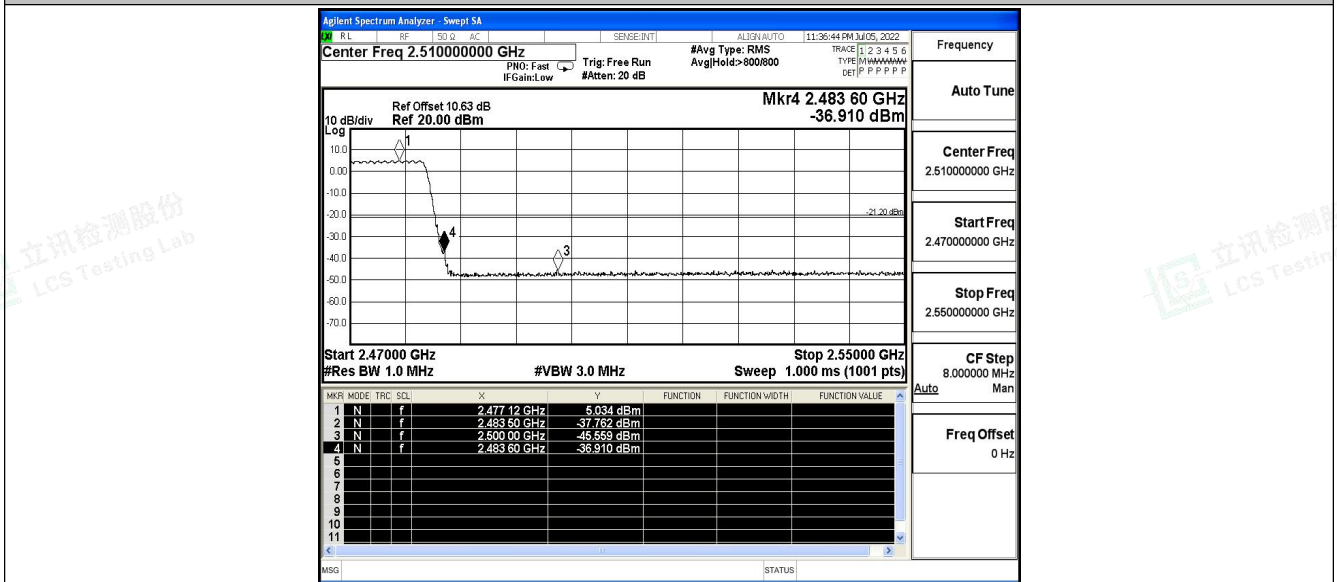 Agilent Spectrum Analyzer - Swept SA
LXI RL RF 50 Ω AC SENSE:INT ALIGN AUTO 11:36:44 PM Jul 05, 2022
Center Freq 2.510000000 GHz
PNO: Fast
IFGain:Low
Trig: Free Run
#Atten: 20 dB
#Avg Type: RMS
Avg|Hold:>800/800
TRACE 1 2 3 4 5 6
TYPE M WWWWW
DET P P P P P P
Mkr4 2.483 60 GHz
-36.910 dBm
Ref Offset 10.63 dB
10 dB/div Ref 20.00 dBm
Log
10.0
0.00
-10.0
-20.0
-30.0
-40.0
-50.0
-60.0
-70.0
1
4
3
-21.20 dBm
Start 2.47000 GHz Stop 2.55000 GHz
#Res BW 1.0 MHz #VBW 3.0 MHz Sweep 1.000 ms (1001 pts)
MKR MODE TRC SCL X Y FUNCTION FUNCTION WIDTH FUNCTION VALUE
1 N f 2.477 12 GHz 5.034 dBm
2 N f 2.483 50 GHz -37.762 dBm
3 N f 2.500 00 GHz -45.559 dBm
4 N f 2.483 60 GHz -36.910 dBm
5
6
7
8
9
10
11
MSG STATUS
Frequency
Auto Tune
Center Freq
2.510000000 GHz
Start Freq
2.470000000 GHz
Stop Freq
2.550000000 GHz
CF Step
8.000000 MHz
Auto Man
Freq Offset
0 Hz
立讯检测股份
LCS Testing Lab
LCS
立讯检测股
LCS Testin